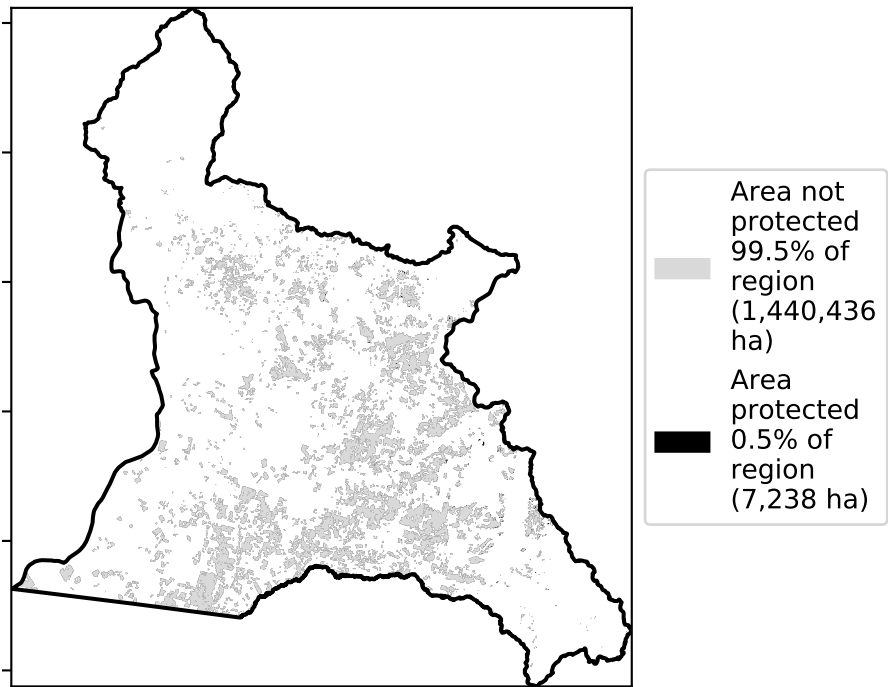 Area not
protected
99.5% of
region
(1,440,436
ha)
Area
protected
0.5% of
region
(7,238 ha)